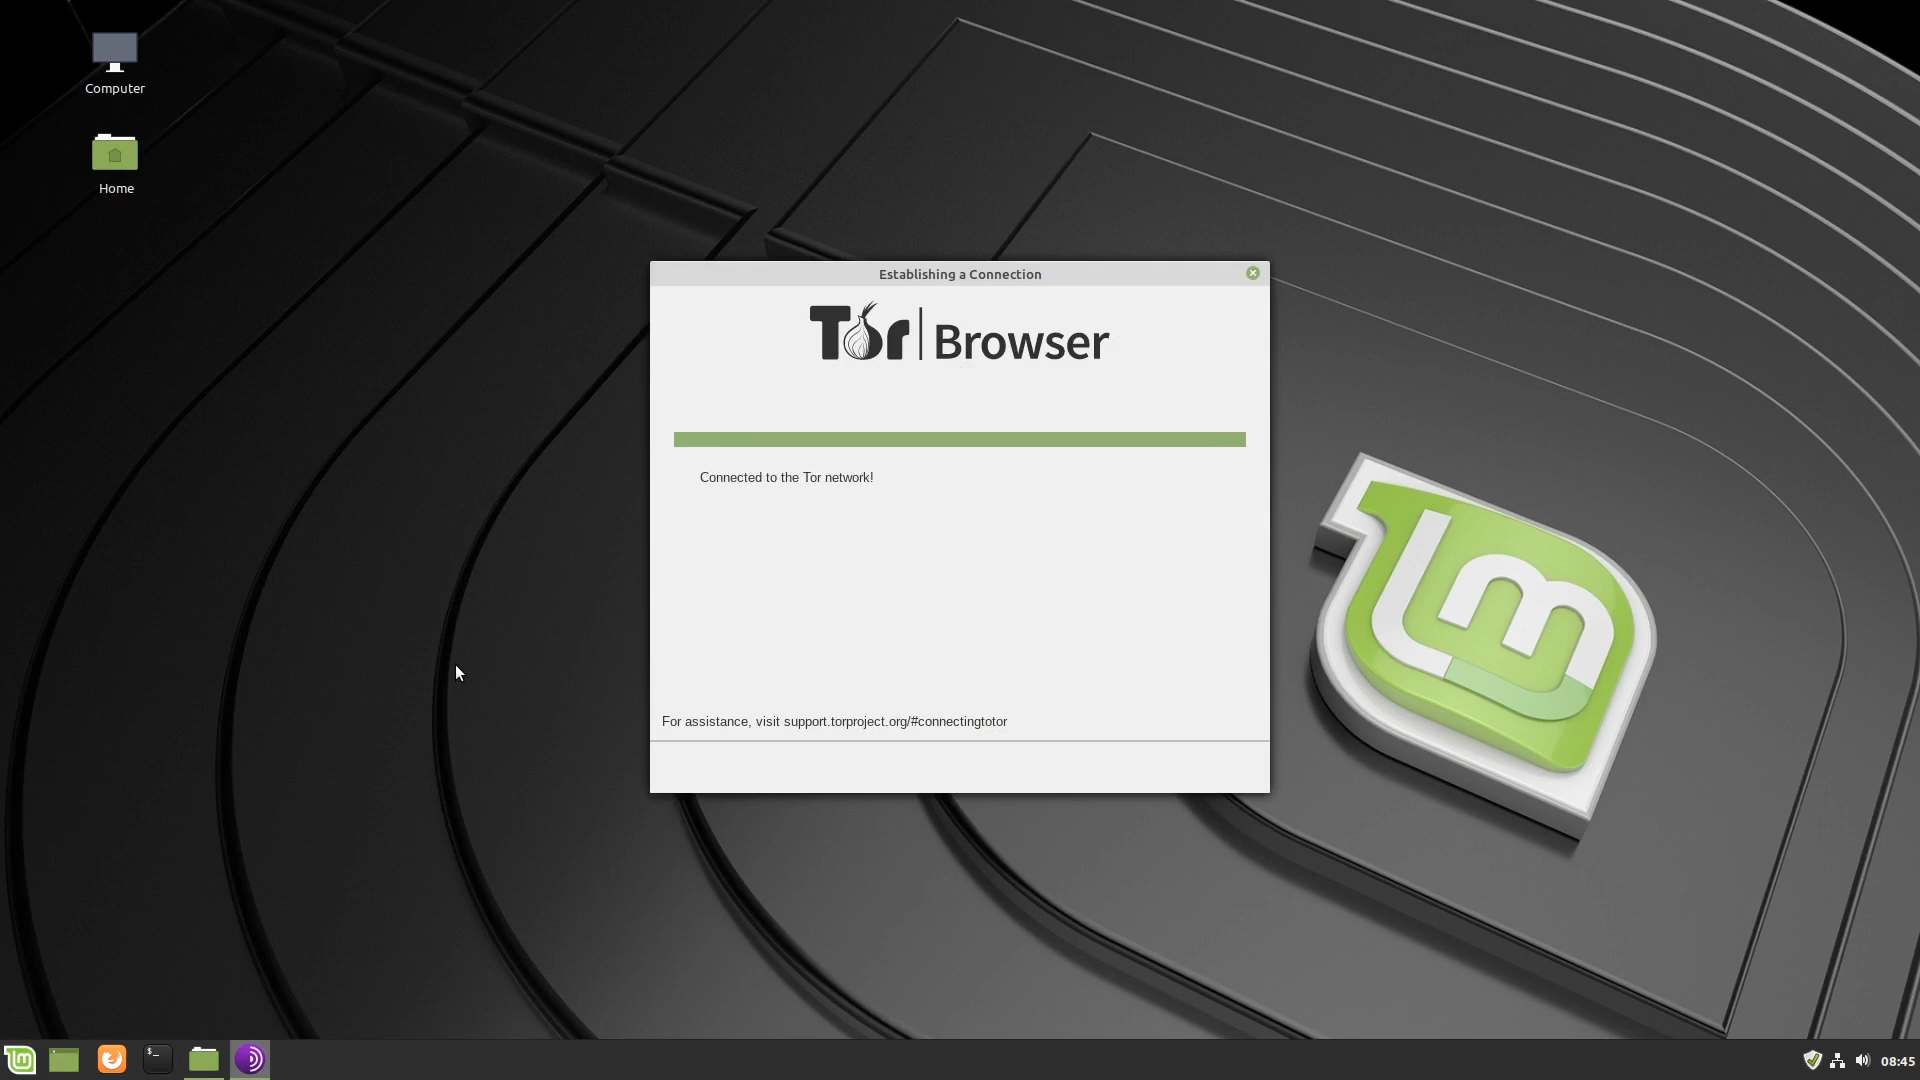 Computer
Home
Establishing a Connection
Tor Browser
Connected to the Tor network!
For assistance, visit support.torproject.org/#connectingtotor
lm
$_
08:45